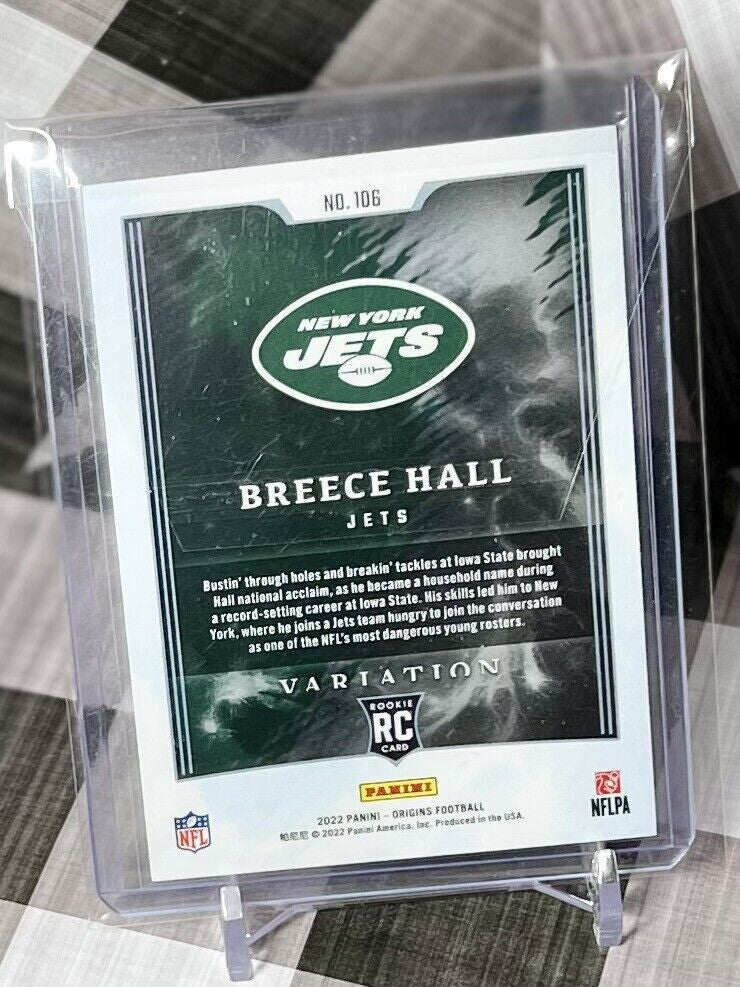 NO. 106
NEW YORK
JETS
BREECE HALL
JETS
Bustin' through holes and breakin' tackles at Iowa State brought
Hall national acclaim, as he became a household name during
a record-setting career at Iowa State. His skills led him to New
York, where he joins a Jets team hungry to join the conversation
as one of the NFL's most dangerous young rosters.
VARIATION
ROOKIE
RC
CARD
PANINI
2022 PANINI – ORIGINS FOOTBALL
帕尼尼 © 2022 Panini America, Inc. Produced in the USA.
NFL
NFLPA